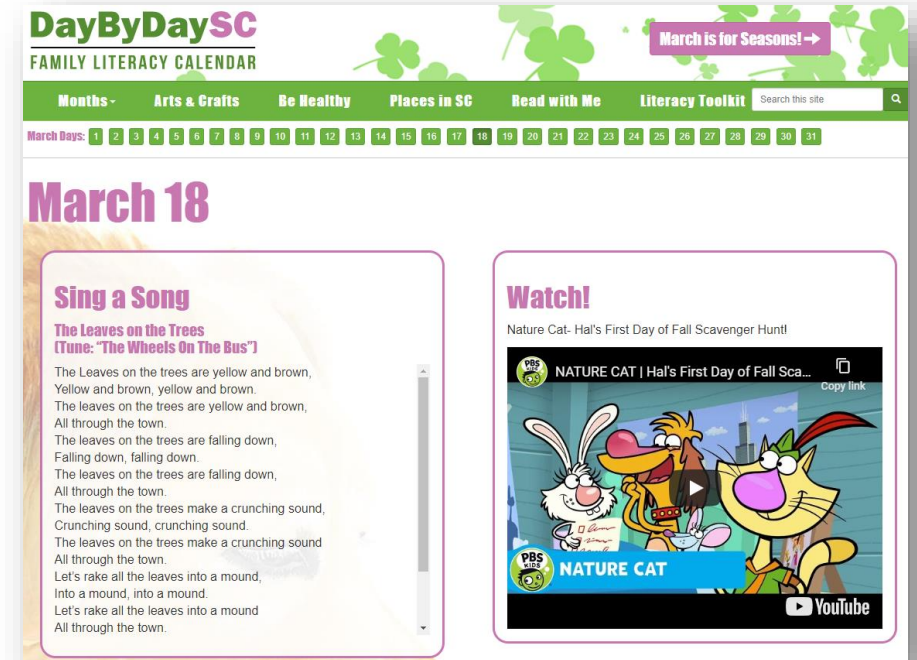 DayByDaySC
FAMILY LITERACY CALENDAR
March is for Seasons!→
Months
Arts & Crafts
Be Healthy
Places in SC
Read with Me
Literacy Toolkit
Search this site
March Days: 1 2 3 4 5 6 7 8 9 10 11 12 13 14 15 16 17 18 19 20 21 22 23 24 25 26 27 28 29 30 31
March 18
Sing a Song
The Leaves on the Trees
(Tune: “The Wheels On The Bus”)
The Leaves on the trees are yellow and brown,
Yellow and brown, yellow and brown.
The leaves on the trees are yellow and brown,
All through the town.
The leaves on the trees are falling down,
Falling down, falling down.
The leaves on the trees are falling down,
All through the town.
The leaves on the trees make a crunching sound,
Crunching sound, crunching sound.
The leaves on the trees make a crunching sound
All through the town.
Let's rake all the leaves into a mound,
Into a mound, into a mound.
Let's rake all the leaves into a mound
All through the town.
Watch!
Nature Cat- Hal's First Day of Fall Scavenger Hunt!
PBS KIDS
NATURE CAT | Hal's First Day of Fall Sca...
Copy link
PBS KIDS
NATURE CAT
YouTube